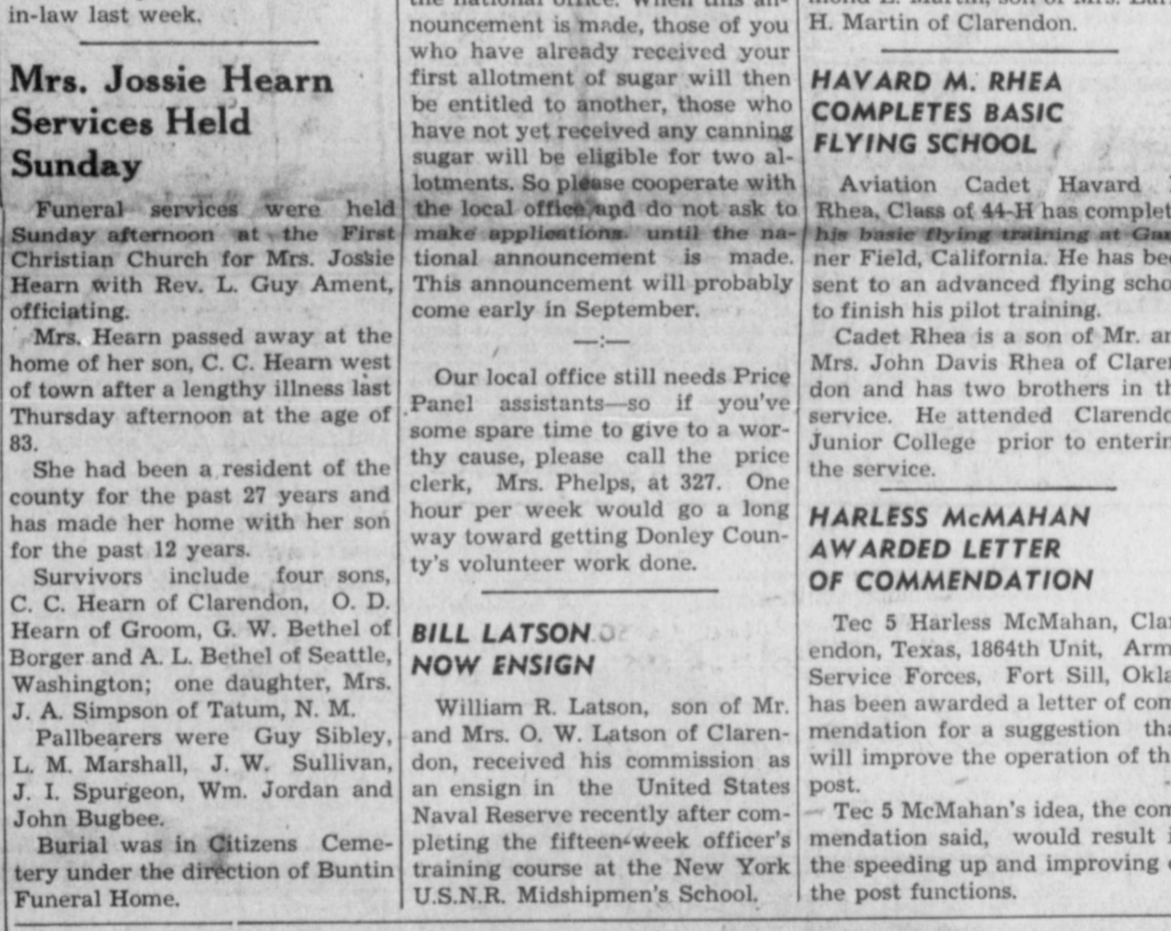 in-law last week.
Mrs. Jossie Hearn
Services Held
Sunday
Funeral services were held
Sunday afternoon at the First
Christian Church for Mrs. Jossie
Hearn with Rev. L. Guy Ament,
officiating.
Mrs. Hearn passed away at the
home of her son, C. C. Hearn west
of town after a lengthy illness last
Thursday afternoon at the age of
83.
She had been a resident of the
county for the past 27 years and
has made her home with her son
for the past 12 years.
Survivors include four sons,
C. C. Hearn of Clarendon, O. D.
Hearn of Groom, G. W. Bethel of
Borger and A. L. Bethel of Seattle,
Washington; one daughter, Mrs.
J. A. Simpson of Tatum, N. M.
Pallbearers were Guy Sibley,
L. M. Marshall, J. W. Sullivan,
J. I. Spurgeon, Wm. Jordan and
John Bugbee.
Burial was in Citizens Ceme-
tery under the direction of Buntin
Funeral Home.
the national office. When this an-
nouncement is made, those of you
who have already received your
first allotment of sugar will then
be entitled to another, those who
have not yet received any canning
sugar will be eligible for two al-
lotments. So please cooperate with
the local office and do not ask to
make applications until the na-
tional announcement is made.
This announcement will probably
come early in September.
—:—
Our local office still needs Price
Panel assistants—so if you've
some spare time to give to a wor-
thy cause, please call the price
clerk, Mrs. Phelps, at 327. One
hour per week would go a long
way toward getting Donley Coun-
ty's volunteer work done.
BILL LATSON
NOW ENSIGN
William R. Latson, son of Mr.
and Mrs. O. W. Latson of Claren-
don, received his commission as
an ensign in the United States
Naval Reserve recently after com-
pleting the fifteen-week officer's
training course at the New York
U.S.N.R. Midshipmen's School.
H. Martin of Clarendon.
HAVARD M. RHEA
COMPLETES BASIC
FLYING SCHOOL
Aviation Cadet Havard
Rhea, Class of 44-H has complet
his basic flying training at Gar
ner Field, California. He has bee
sent to an advanced flying scho
to finish his pilot training.
Cadet Rhea is a son of Mr. an
Mrs. John Davis Rhea of Claren
don and has two brothers in th
service. He attended Clarendo
Junior College prior to enterin
the service.
HARLESS McMAHAN
AWARDED LETTER
OF COMMENDATION
Tec 5 Harless McMahan, Clar
endon, Texas, 1864th Unit, Arm
Service Forces, Fort Sill, Okla
has been awarded a letter of com
mendation for a suggestion tha
will improve the operation of th
post.
Tec 5 McMahan's idea, the com
mendation said, would result i
the speeding up and improving
the post functions.